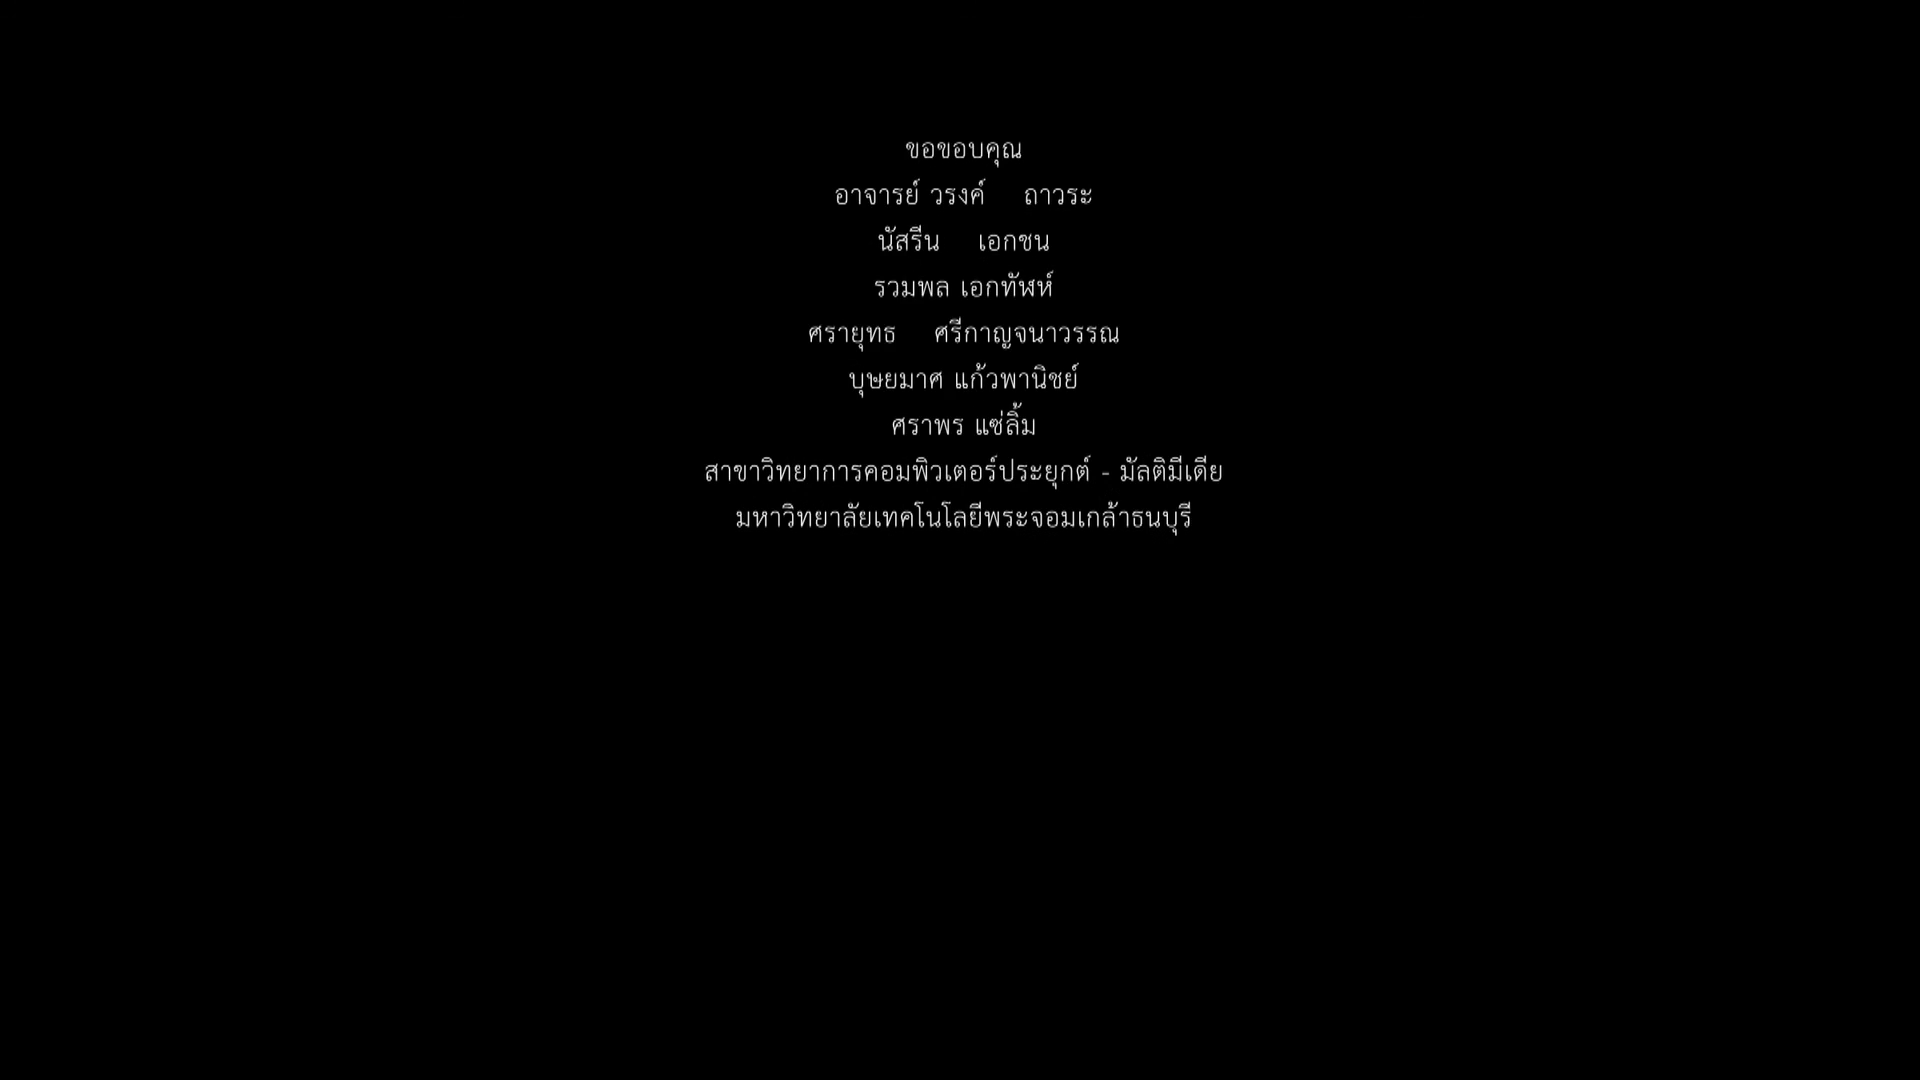 ขอขอบคุณ
อาจารย์ วรงค์ ถาวระ
นัสรีน เอกชน
รวมพล เอกทัฬห์
ศรายุทธ ศรีกาญจนาวรรณ
บุษยมาศ แก้วพานิชย์
ศราพร แซ่ลิ้ม
สาขาวิทยาการคอมพิวเตอร์ประยุกต์ - มัลติมีเดีย
มหาวิทยาลัยเทคโนโลยีพระจอมเกล้าธนบุรี